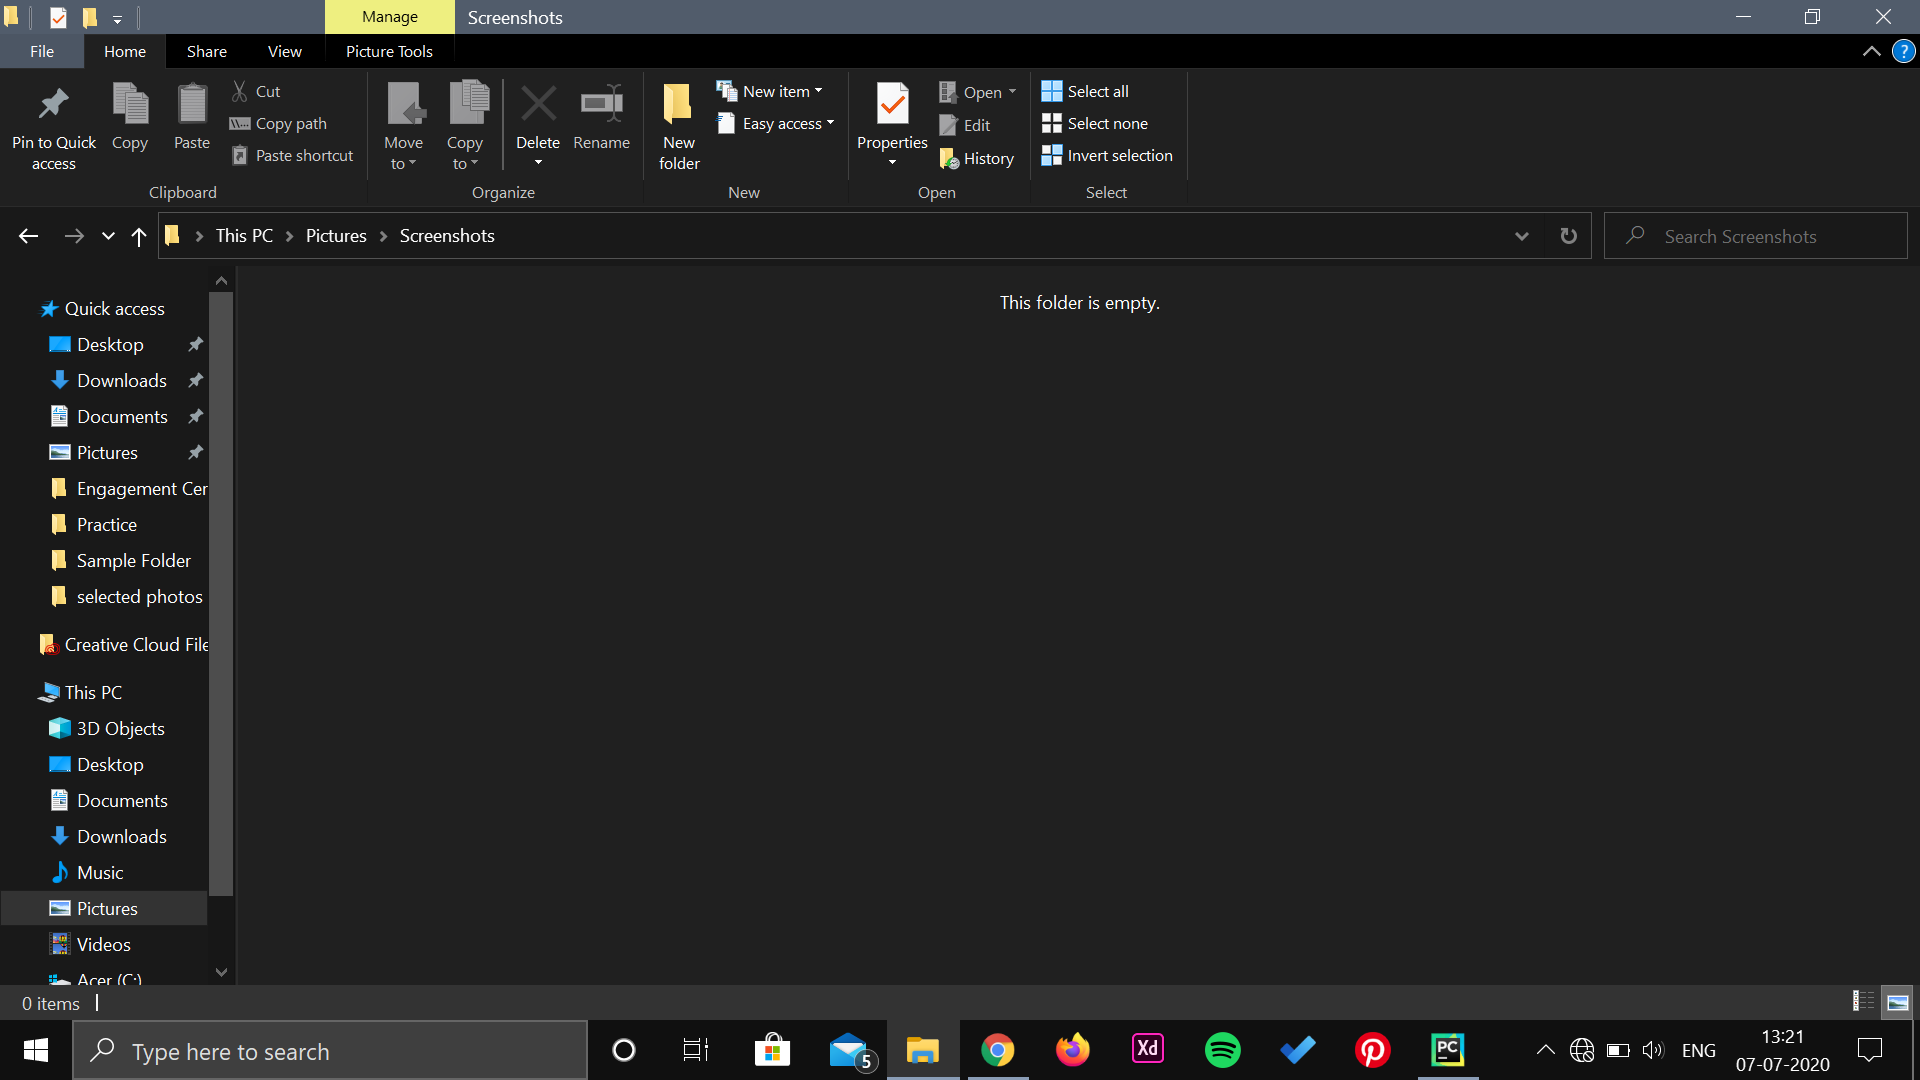 Manage
Screenshots
File
Home
Share
View
Picture Tools
?
Pin to Quick access
Copy
Paste
Cut
Copy path
Paste shortcut
Clipboard
Move to
Copy to
Delete
Rename
Organize
New folder
New item
Easy access
New
Properties
Open
Edit
History
Open
Select all
Select none
Invert selection
Select
This PC
Pictures
Screenshots
Search Screenshots
This folder is empty.
Quick access
Desktop
Downloads
Documents
Pictures
Engagement Cer
Practice
Sample Folder
selected photos
Creative Cloud File
This PC
3D Objects
Desktop
Documents
Downloads
Music
Pictures
Videos
Acer (C:)
0 items
Type here to search
5
Xd
PC
ENG
13:21
07-07-2020